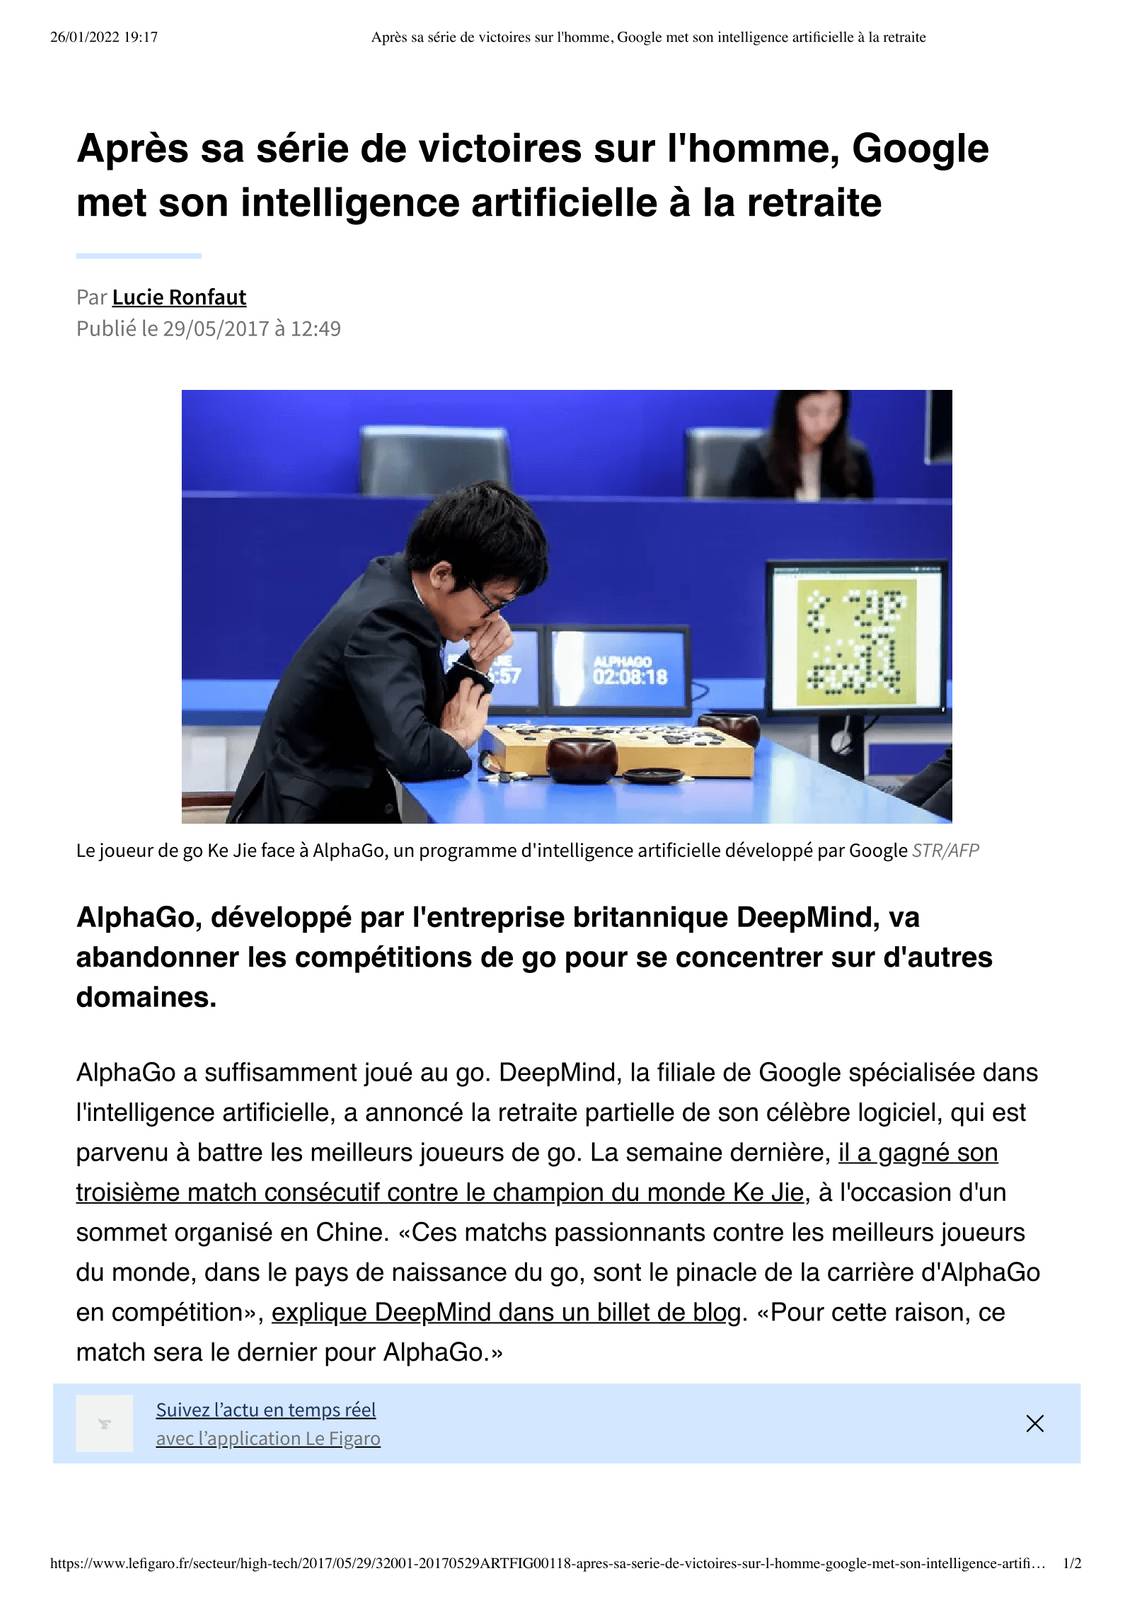 26/01/2022 19:17
Après sa série de victoires sur l'homme, Google met son intelligence artificielle à la retraite
Après sa série de victoires sur l'homme, Google
met son intelligence artificielle à la retraite
Par Lucie Ronfaut
Publié le 29/05/2017 à 12:49
:57
ALPHAGO
02:08:18
Le joueur de go Ke Jie face à AlphaGo, un programme d'intelligence artificielle développé par Google STR/AFP
AlphaGo, développé par l'entreprise britannique DeepMind, va
abandonner les compétitions de go pour se concentrer sur d'autres
domaines.
AlphaGo a suffisamment joué au go. DeepMind, la filiale de Google spécialisée dans
l'intelligence artificielle, a annoncé la retraite partielle de son célèbre logiciel, qui est
parvenu à battre les meilleurs joueurs de go. La semaine dernière, il a gagné son
troisième match consécutif contre le champion du monde Ke Jie, à l'occasion d'un
sommet organisé en Chine. «Ces matchs passionnants contre les meilleurs joueurs
du monde, dans le pays de naissance du go, sont le pinacle de la carrière d'AlphaGo
en compétition», explique DeepMind dans un billet de blog. «Pour cette raison, ce
match sera le dernier pour AlphaGo.»
Suivez l'actu en temps réel
avec l'application Le Figaro
https://www.lefigaro.fr/secteur/high-tech/2017/05/29/32001-20170529ARTFIG00118-apres-sa-serie-de-victoires-sur-l-homme-google-met-son-intelligence-artifi… 1/2